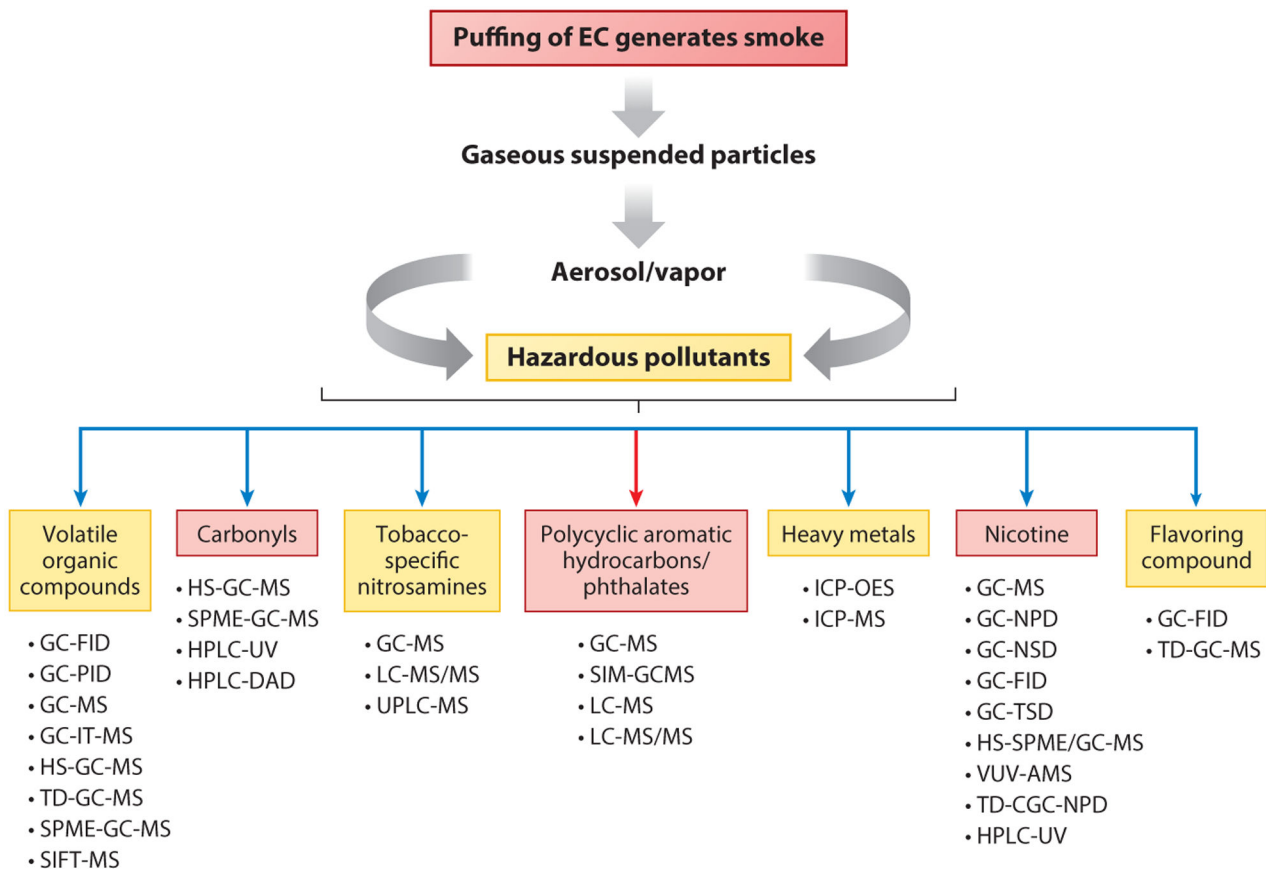 Puffing of EC generates smoke
Gaseous suspended particles
Aerosol/vapor
Hazardous pollutants
Volatile
organic
compounds
• GC-FID
• GC-PID
• GC-MS
• GC-IT-MS
• HS-GC-MS
• TD-GC-MS
• SPME-GC-MS
• SIFT-MS
Carbonyls
• HS-GC-MS
• SPME-GC-MS
• HPLC-UV
• HPLC-DAD
Tobacco-
specific
nitrosamines
• GC-MS
• LC-MS/MS
• UPLC-MS
Polycyclic aromatic
hydrocarbons/
phthalates
• GC-MS
• SIM-GCMS
• LC-MS
• LC-MS/MS
Heavy metals
• ICP-OES
• ICP-MS
Nicotine
• GC-MS
• GC-NPD
• GC-NSD
• GC-FID
• GC-TSD
• HS-SPME/GC-MS
• VUV-AMS
• TD-CGC-NPD
• HPLC-UV
Flavoring
compound
• GC-FID
• TD-GC-MS